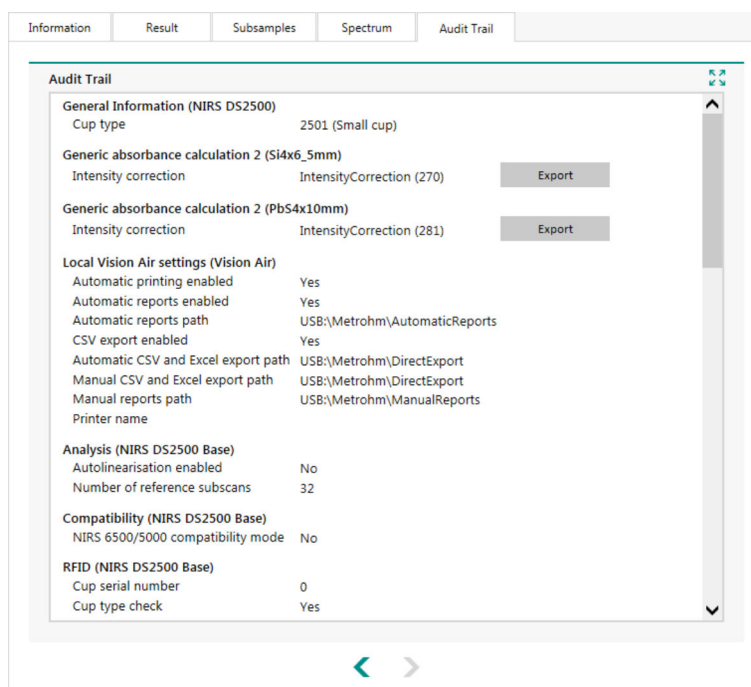 Information Result Subsamples Spectrum Audit Trail
Audit Trail
General Information (NIRS DS2500)
Cup type 2501 (Small cup)
Generic absorbance calculation 2 (Si4x6_5mm)
Intensity correction IntensityCorrection (270) Export
Generic absorbance calculation 2 (PbS4x10mm)
Intensity correction IntensityCorrection (281) Export
Local Vision Air settings (Vision Air)
Automatic printing enabled Yes
Automatic reports enabled Yes
Automatic reports path USB:\Metrohm\AutomaticReports
CSV export enabled Yes
Automatic CSV and Excel export path USB:\Metrohm\DirectExport
Manual CSV and Excel export path USB:\Metrohm\DirectExport
Manual reports path USB:\Metrohm\ManualReports
Printer name
Analysis (NIRS DS2500 Base)
Autolinearisation enabled No
Number of reference subscans 32
Compatibility (NIRS DS2500 Base)
NIRS 6500/5000 compatibility mode No
RFID (NIRS DS2500 Base)
Cup serial number 0
Cup type check Yes